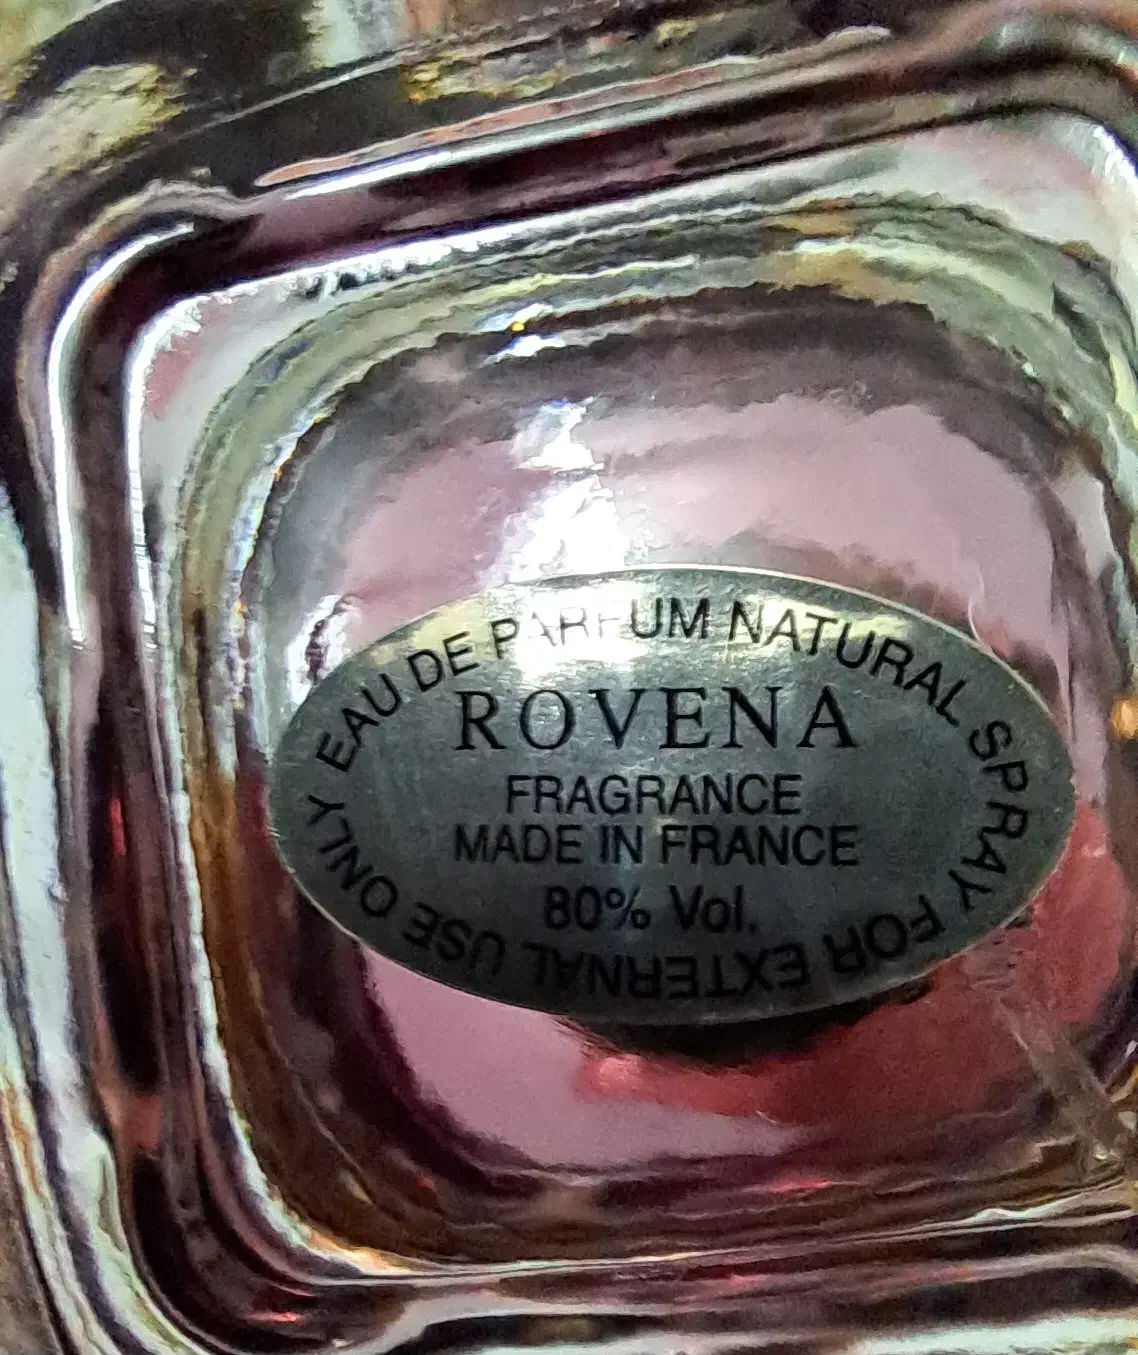 EAU DE PARFUM NATURAL SPRAY FOR EXTERNAL USE ONLY
ROVENA
FRAGRANCE
MADE IN FRANCE
80% Vol.